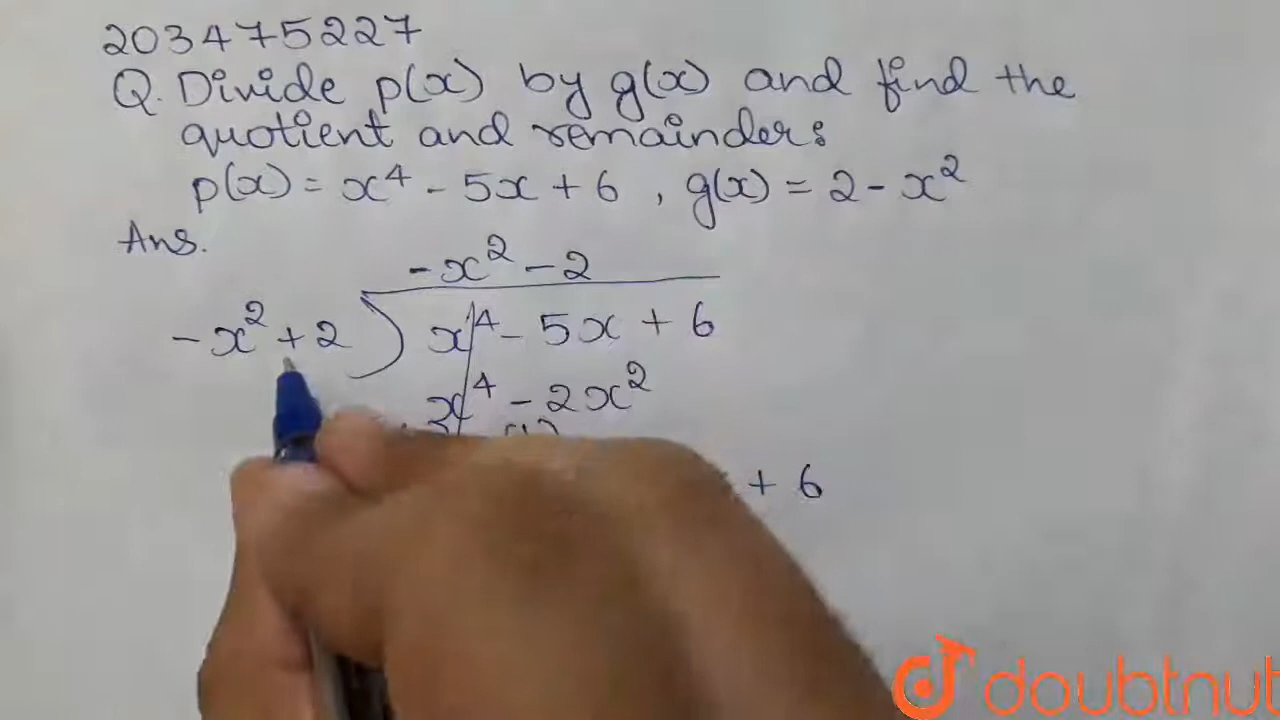 203475227
Q. Divide p(x) by g(x) and find the
quotient and remainder:
p(x) = x⁴ - 5x + 6 , g(x) = 2 - x²
Ans.
-x² - 2
-x² + 2 ) x⁴ - 5x + 6
x⁴ - 2x²
(+)
+ 6
doubtnut